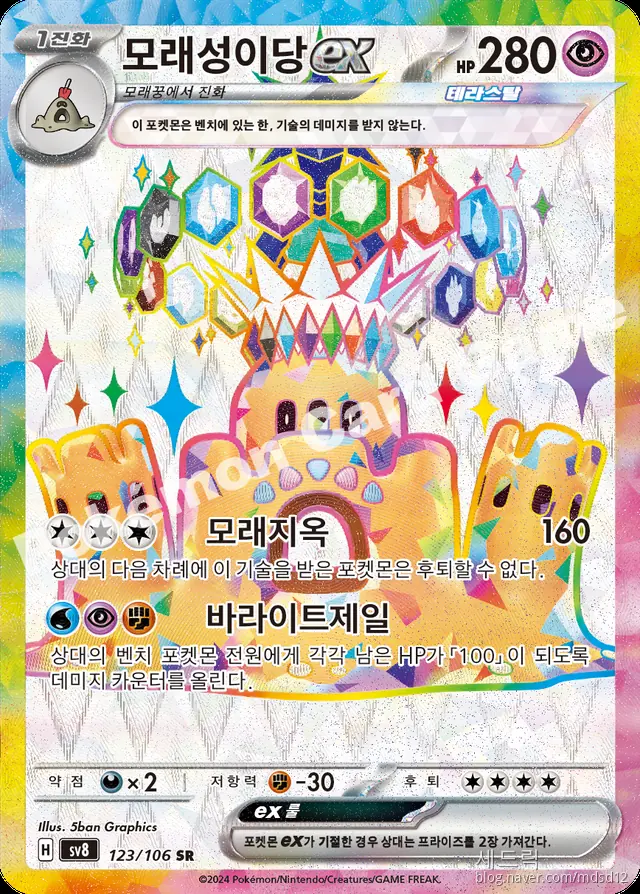 1진화
모래성이당ex
HP 280
모래꿍에서 진화
테라스탈
이 포켓몬은 벤치에 있는 한, 기술의 데미지를 받지 않는다.
Pokémon Card Game
모래지옥 160
상대의 다음 차례에 이 기술을 받은 포켓몬은 후퇴할 수 없다.
바라이트제일
상대의 벤치 포켓몬 전원에게 각각 남은 HP가 「100」이 되도록
데미지 카운터를 올린다.
약점 ×2 저항력 -30 후퇴
ex 룰
포켓몬 ex가 기절한 경우 상대는 프라이즈를 2장 가져간다.
Illus. 5ban Graphics
H sv8 123/106 SR
©2024 Pokémon/Nintendo/Creatures/GAME FREAK.
세드릭
blog.naver.com/mdsd12